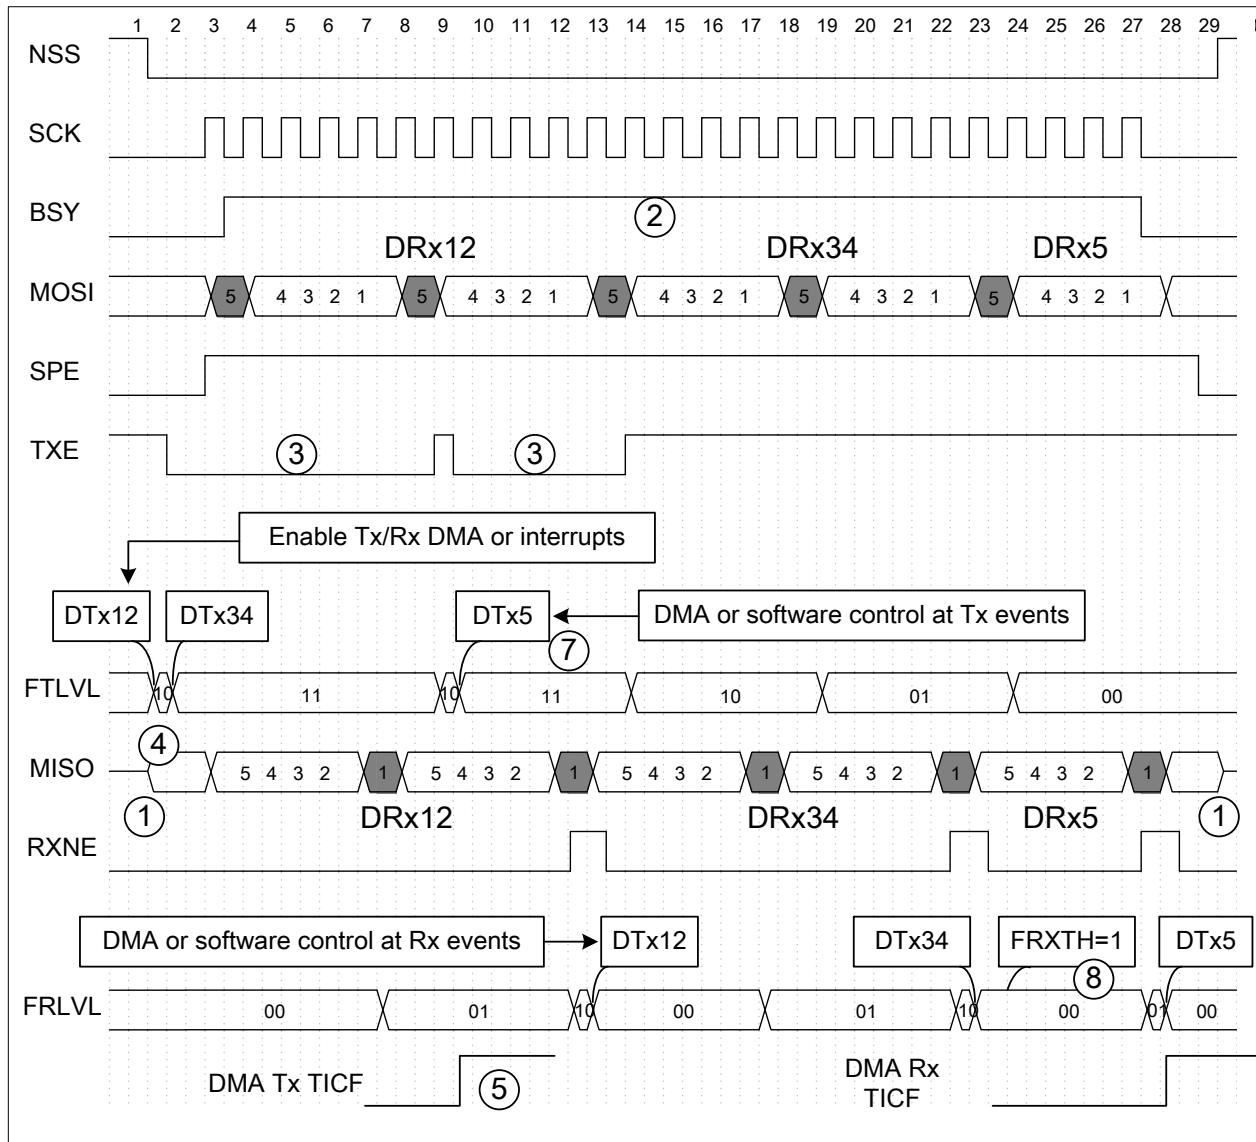 1 2 3 4 5 6 7 8 9 10 11 12 13 14 15 16 17 18 19 20 21 22 23 24 25 26 27 28 29
NSS
SCK
BSY
2
DRx12 DRx34 DRx5
MOSI 5 4 3 2 1 5 4 3 2 1 5 4 3 2 1 5 4 3 2 1 5 4 3 2 1
SPE
TXE 3 3
Enable Tx/Rx DMA or interrupts
DTx12 DTx34 DTx5 DMA or software control at Tx events
7
FTLVL 10 11 10 11 10 01 00
4
MISO 5 4 3 2 1 5 4 3 2 1 5 4 3 2 1 5 4 3 2 1 5 4 3 2 1
1 DRx12 DRx34 DRx5 1
RXNE
DMA or software control at Rx events DTx12 DTx34 FRXTH=1 DTx5
8
FRLVL 00 01 10 00 01 10 00 01 00
DMA Tx TICF 5 DMA Rx
TICF